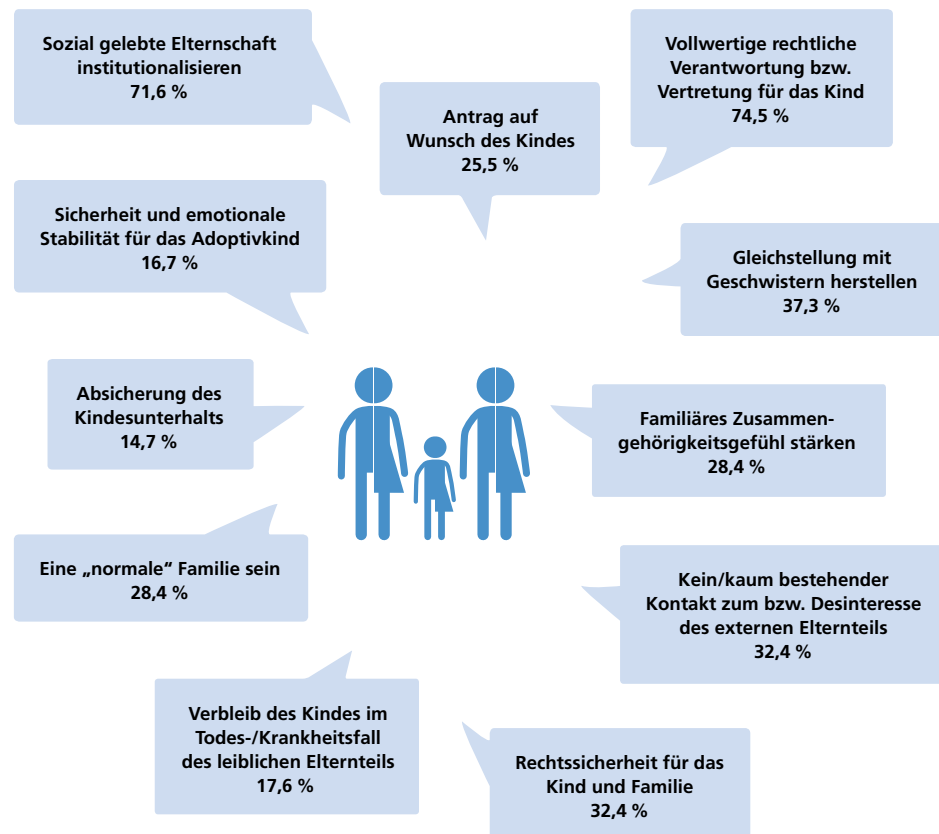 Sozial gelebte Elternschaft
institutionalisieren
71,6 %
Antrag auf
Wunsch des Kindes
25,5 %
Vollwertige rechtliche
Verantwortung bzw.
Vertretung für das Kind
74,5 %
Sicherheit und emotionale
Stabilität für das Adoptivkind
16,7 %
Gleichstellung mit
Geschwistern herstellen
37,3 %
Absicherung des
Kindesunterhalts
14,7 %
Familiäres Zusammen-
gehörigkeitsgefühl stärken
28,4 %
Eine „normale“ Familie sein
28,4 %
Kein/kaum bestehender
Kontakt zum bzw. Desinteresse
des externen Elternteils
32,4 %
Verbleib des Kindes im
Todes-/Krankheitsfall
des leiblichen Elternteils
17,6 %
Rechtssicherheit für das
Kind und Familie
32,4 %